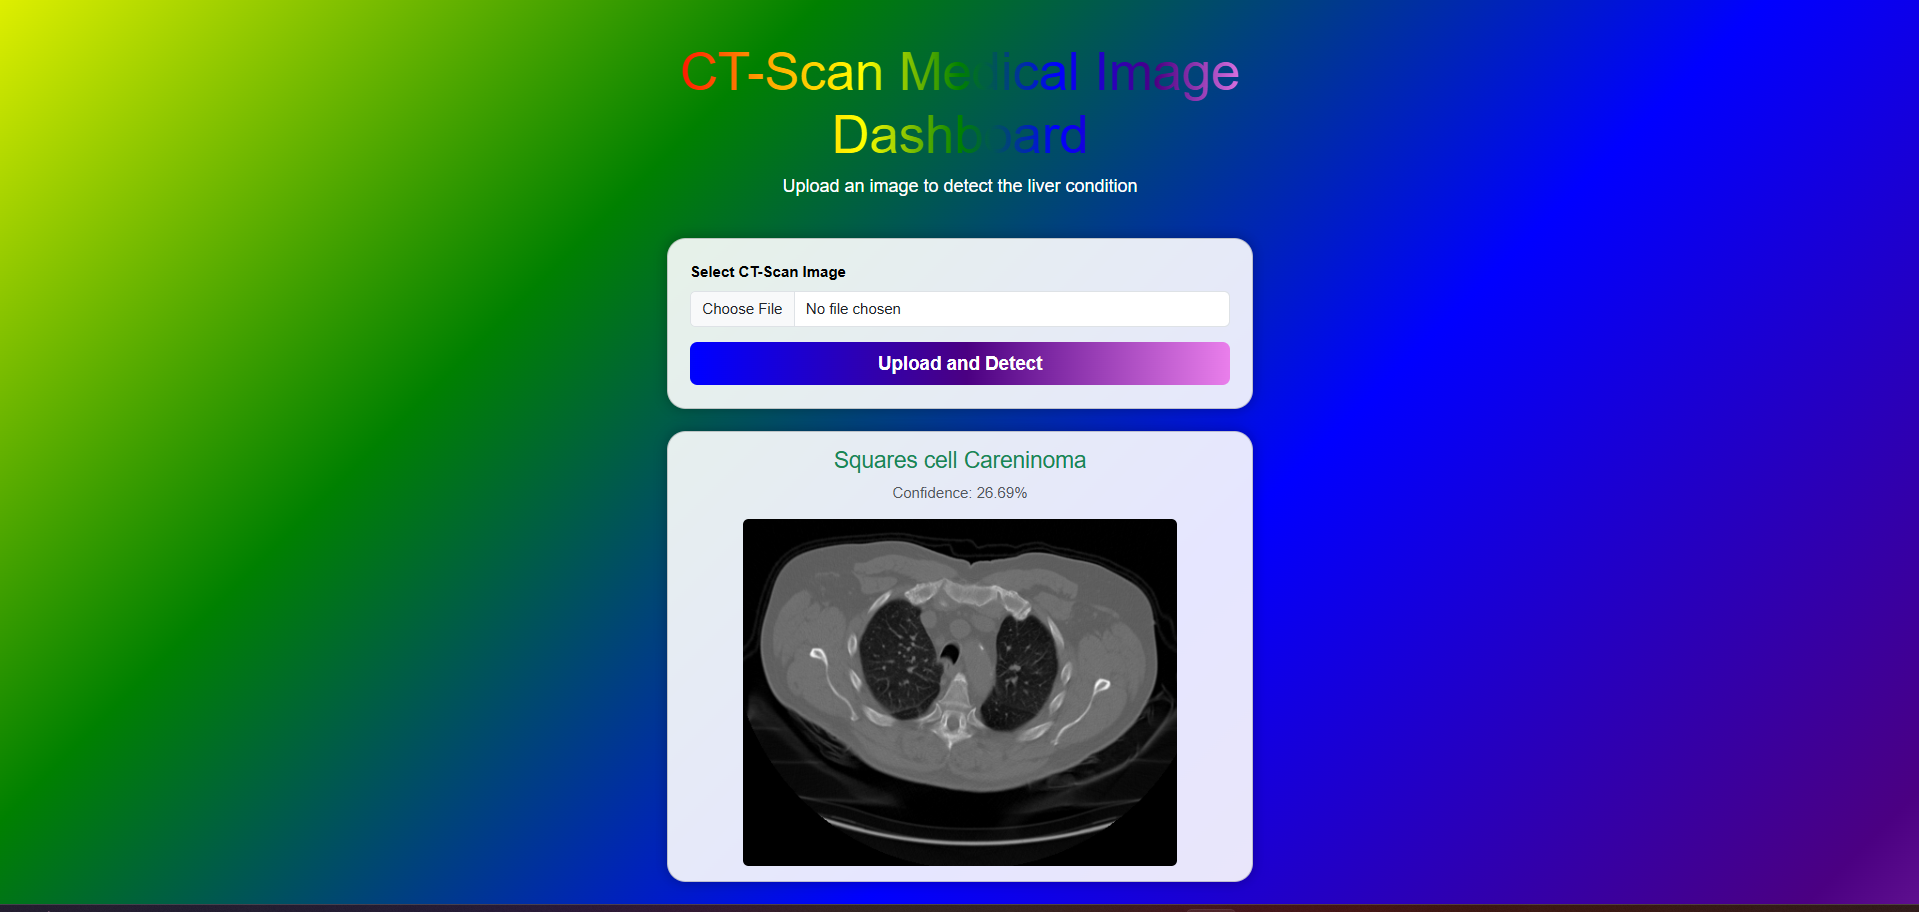 CT-Scan Medical Image
Dashboard
Upload an image to detect the liver condition
Select CT-Scan Image
Choose File No file chosen
Upload and Detect
Squares cell Careninoma
Confidence: 26.69%